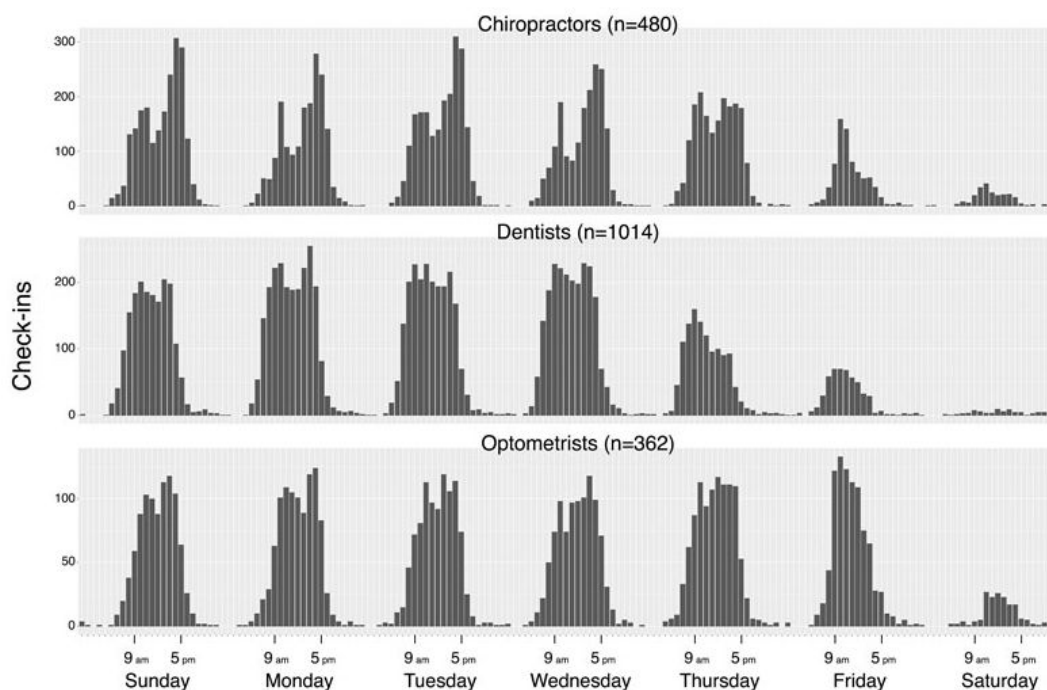 Chiropractors (n=480)
300
200
100
0
Dentists (n=1014)
200
100
0
Check-ins
Optometrists (n=362)
100
50
0
9 am 5 pm 9 am 5 pm 9 am 5 pm 9 am 5 pm 9 am 5 pm 9 am 5 pm 9 am 5 pm
Sunday Monday Tuesday Wednesday Thursday Friday Saturday